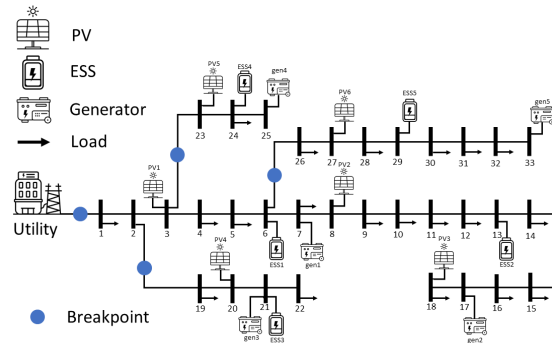 PV
ESS
Generator
Load
Utility
Breakpoint
PV5
ESS4
gen4
23
24
25
PV6
ESS5
gen5
26
27
28
29
30
31
32
33
PV1
PV2
1
2
3
4
5
6
7
8
9
10
11
12
13
14
ESS1
gen1
ESS2
PV4
PV3
19
20
21
22
18
17
16
15
gen3
ESS3
gen2